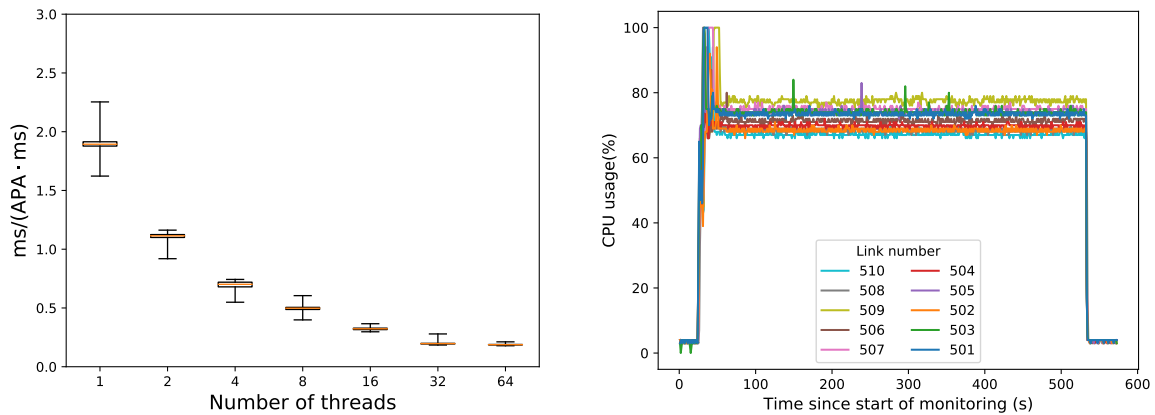 3.0
2.5
2.0
1.5
1.0
0.5
0.0
ms/(APA · ms)
1 2 4 8 16 32 64
Number of threads
100
80
60
40
20
0
CPU usage(%)
Link number
510 504
508 505
509 502
506 503
507 501
0 100 200 300 400 500 600
Time since start of monitoring (s)